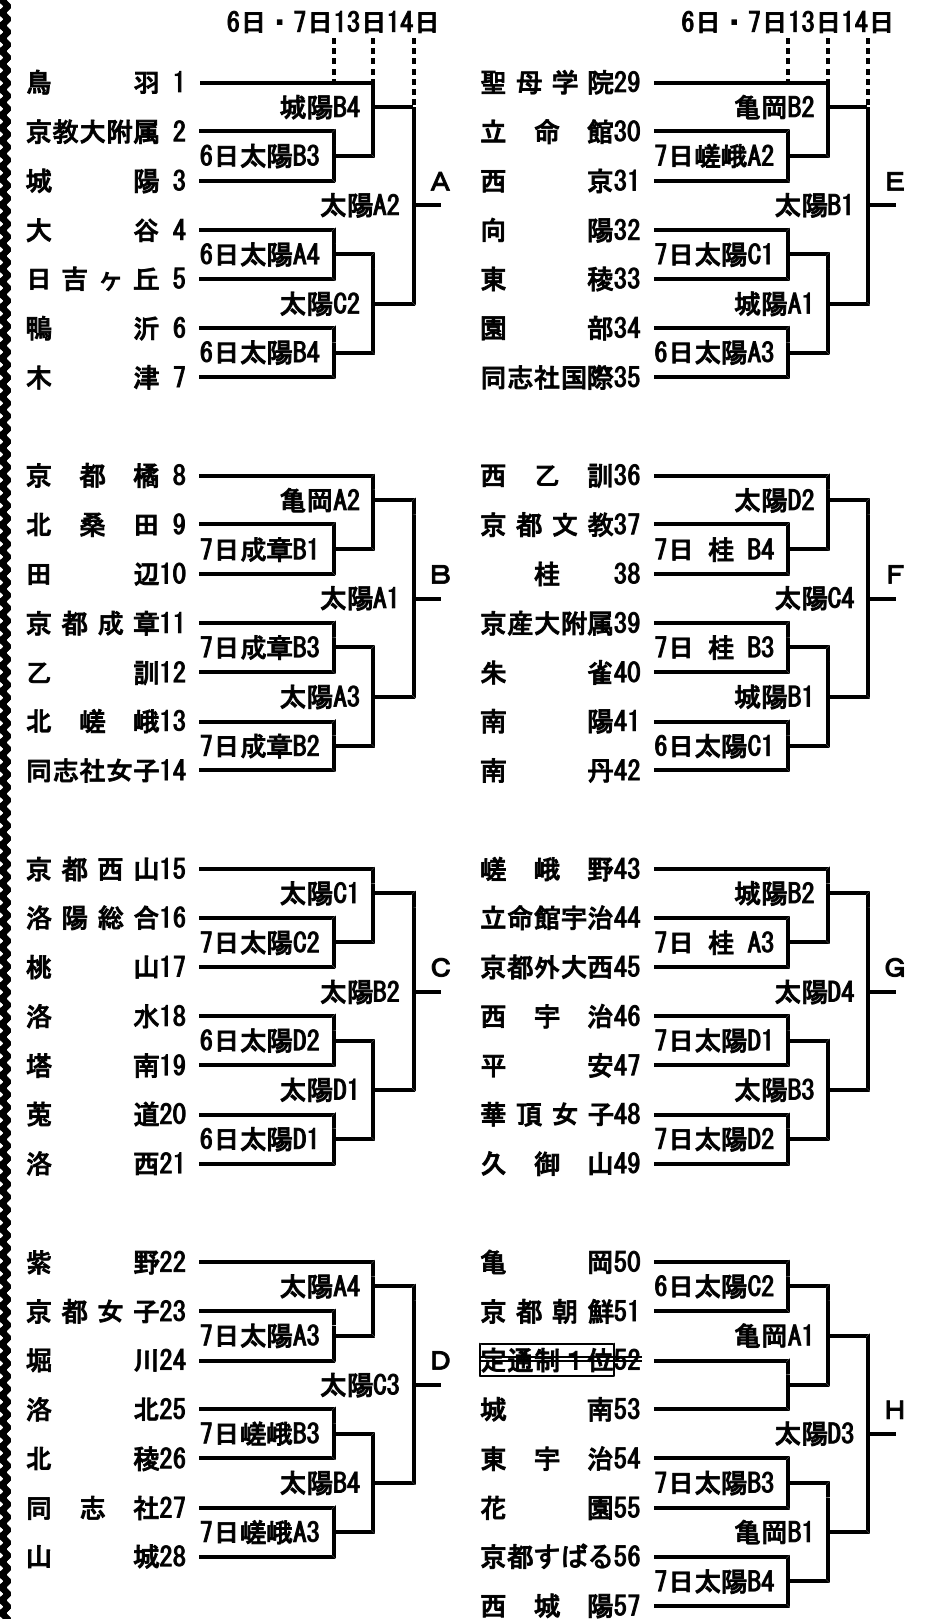 6日・7日13日14日
鳥羽 1
城陽B4
京教大附属 2
6日太陽B3
城陽 3
A
太陽A2
大谷 4
6日太陽A4
日吉ヶ丘 5
太陽C2
鴨沂 6
6日太陽B4
木津 7
京都橘 8
亀岡A2
北桑田 9
7日成章B1
田辺10
B
太陽A1
京都成章11
7日成章B3
乙訓12
太陽A3
北嵯峨13
7日成章B2
同志社女子14
京都西山15
太陽C1
洛陽総合16
7日太陽C2
桃山17
C
太陽B2
洛水18
6日太陽D2
塔南19
太陽D1
莵道20
6日太陽D1
洛西21
紫野22
太陽A4
京都女子23
7日太陽A3
堀川24
D
太陽C3
洛北25
7日嵯峨B3
北稜26
太陽B4
同志社27
7日嵯峨A3
山城28
6日・7日13日14日
聖母学院29
亀岡B2
立命館30
7日嵯峨A2
西京31
E
太陽B1
向陽32
7日太陽C1
東稜33
城陽A1
園部34
6日太陽A3
同志社国際35
西乙訓36
太陽D2
京都文教37
7日 桂 B4
桂38
F
太陽C4
京産大附属39
7日 桂 B3
朱雀40
城陽B1
南陽41
6日太陽C1
南丹42
嵯峨野43
城陽B2
立命館宇治44
7日 桂 A3
京都外大西45
G
太陽D4
西宇治46
7日太陽D1
平安47
太陽B3
華頂女子48
7日太陽D2
久御山49
亀岡50
6日太陽C2
京都朝鮮51
亀岡A1
定通制１位52
城南53
H
太陽D3
東宇治54
7日太陽B3
花園55
亀岡B1
京都すばる56
7日太陽B4
西城陽57